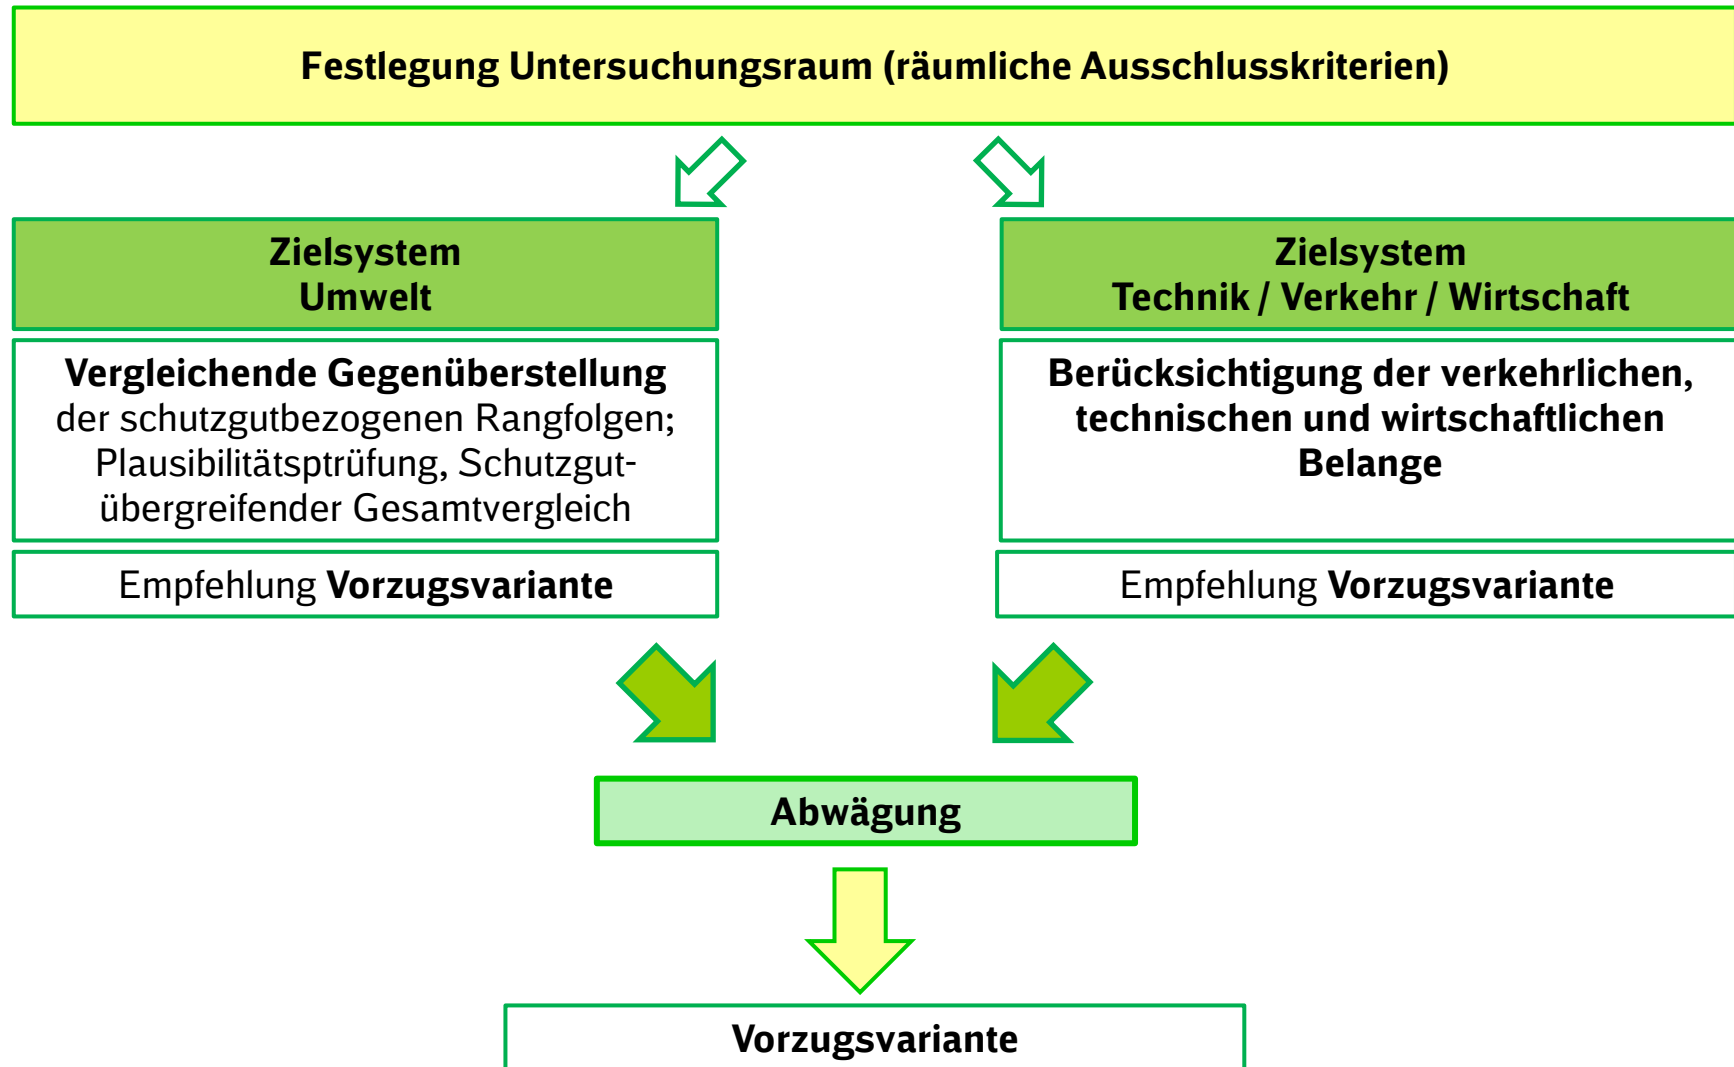 Festlegung Untersuchungsraum (räumliche Ausschlusskriterien)
Zielsystem
Umwelt
Vergleichende Gegenüberstellung
der schutzgutbezogenen Rangfolgen;
Plausibilitätsptrüfung, Schutzgut-
übergreifender Gesamtvergleich
Empfehlung Vorzugsvariante
Zielsystem
Technik / Verkehr / Wirtschaft
Berücksichtigung der verkehrlichen,
technischen und wirtschaftlichen
Belange
Empfehlung Vorzugsvariante
Abwägung
Vorzugsvariante